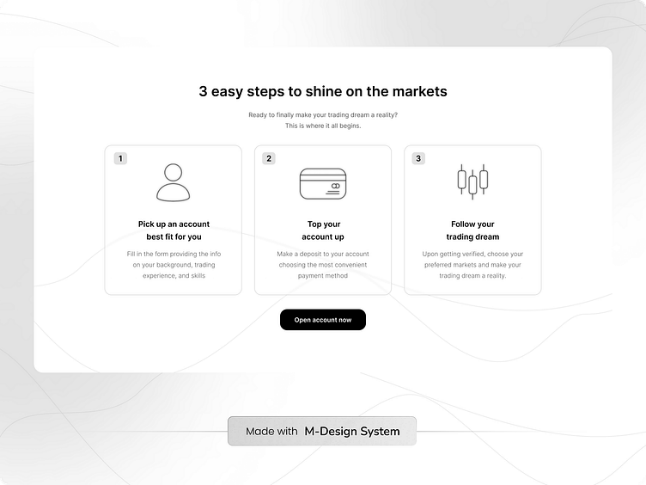 3 easy steps to shine on the markets
Ready to finally make your trading dream a reality?
This is where it all begins.
1
Pick up an account
best fit for you
Fill in the form providing the info
on your background, trading
experience, and skills
2
Top your
account up
Make a deposit to your account
choosing the most convenient
payment method
3
Follow your
trading dream
Upon getting verified, choose your
preferred markets and make your
trading dream a reality.
Open account now
Made with M-Design System